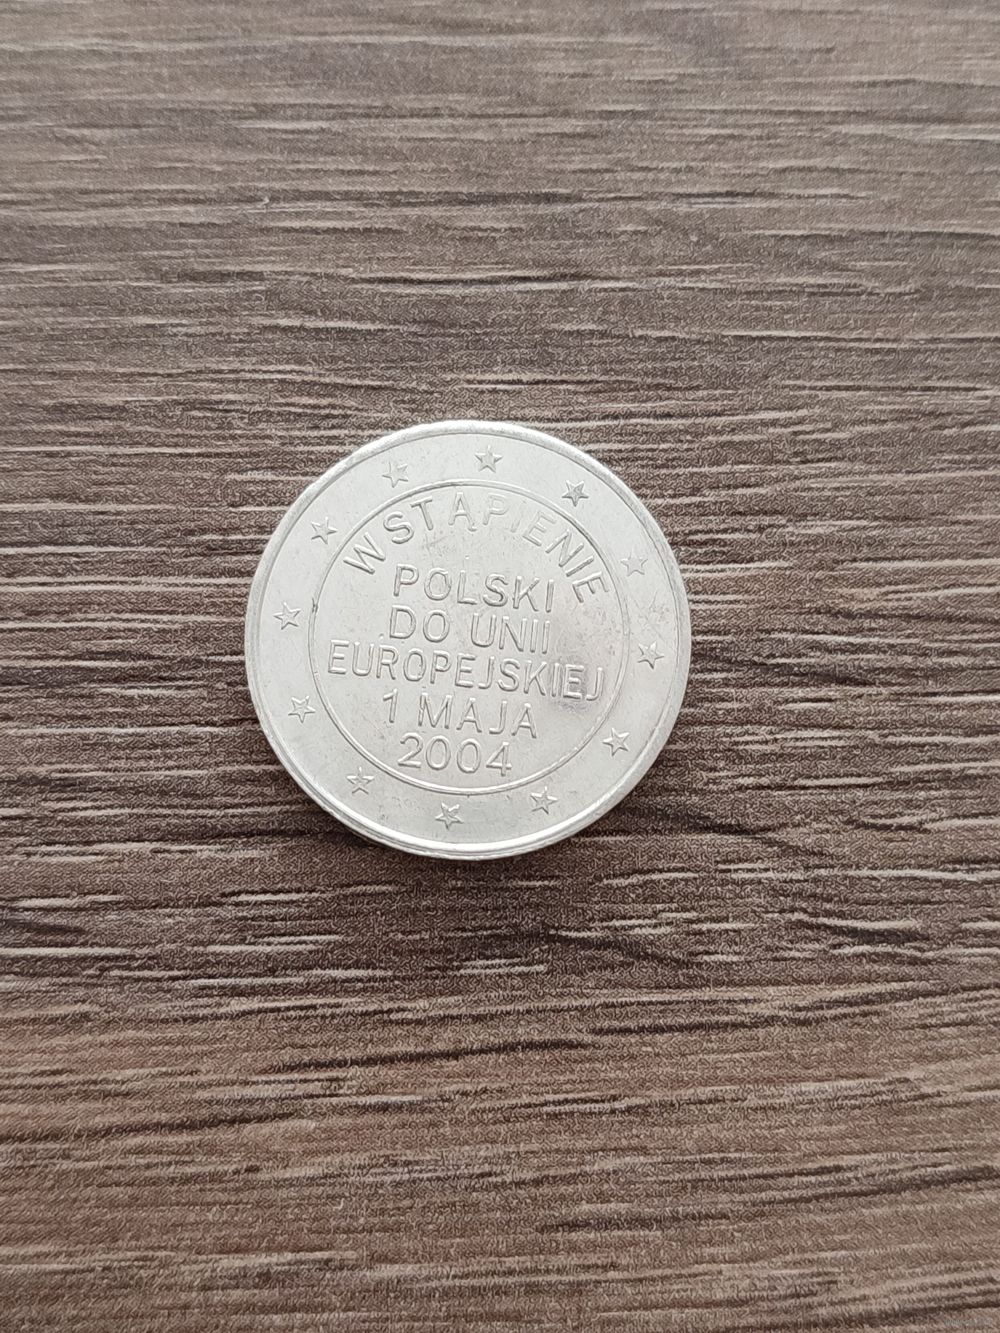 WSTĄPIENIE
POLSKI
DO UNII
EUROPEJSKIEJ
1 MAJA
2004